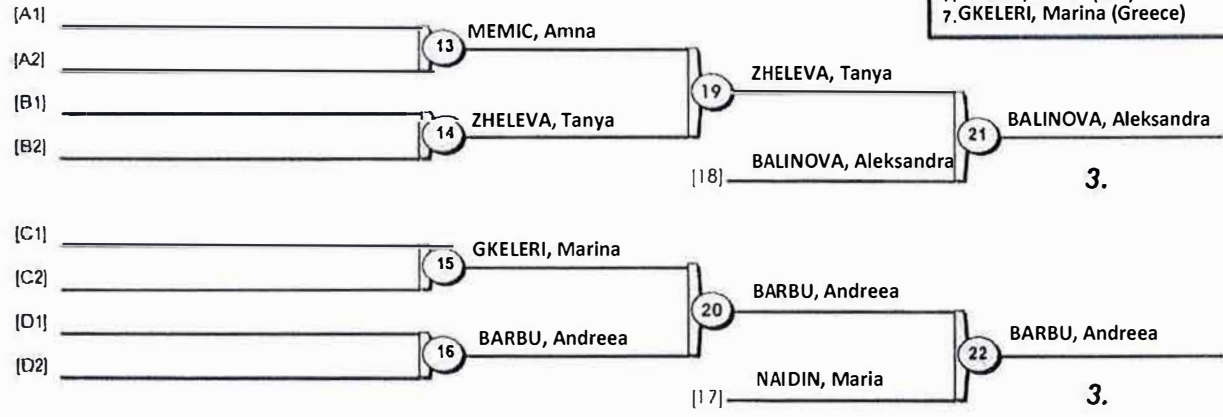 7.GKELERI, Marina (Greece)
[A1]
13 MEMIC, Amna
[A2]
19 ZHELEVA, Tanya
[B1]
14 ZHELEVA, Tanya
21 BALINOVA, Aleksandra
[B2]
[18] BALINOVA, Aleksandra
3.
[C1]
15 GKELERI, Marina
[C2]
20 BARBU, Andreea
[D1]
16 BARBU, Andreea
22 BARBU, Andreea
[D2]
[17] NAIDIN, Maria
3.